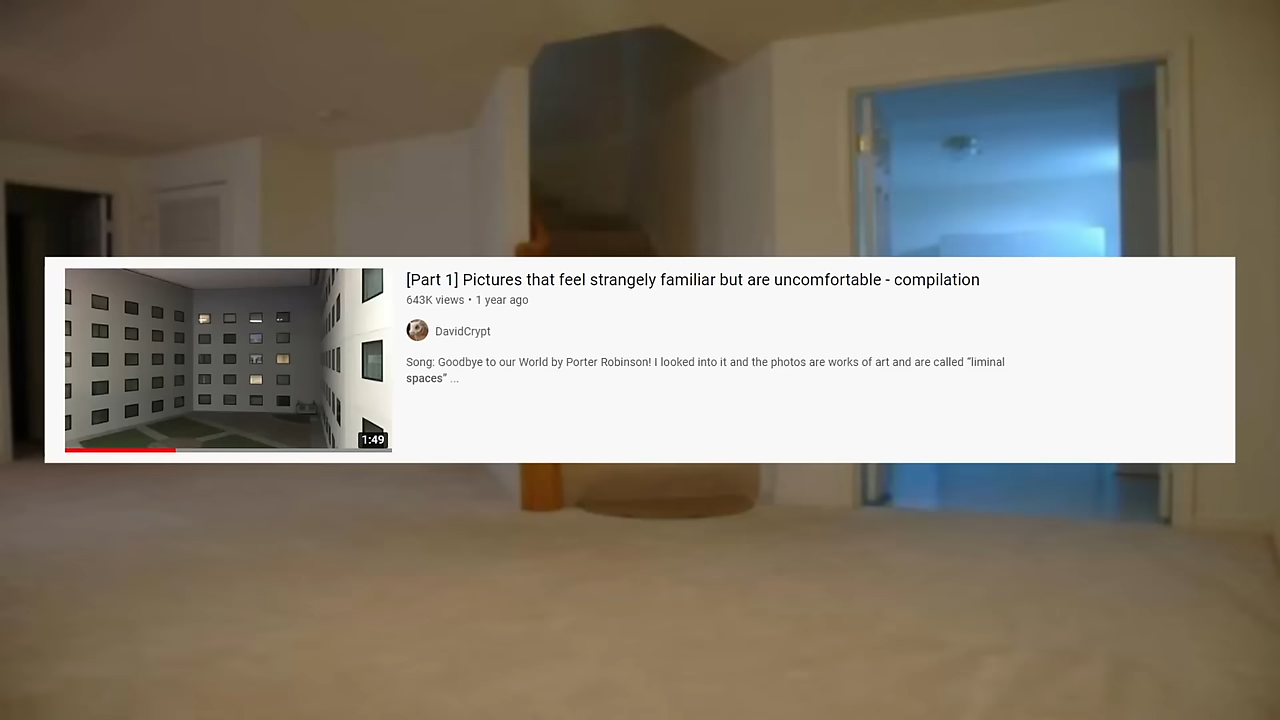 [Part 1] Pictures that feel strangely familiar but are uncomfortable - compilation
643K views • 1 year ago
DavidCrypt
Song: Goodbye to our World by Porter Robinson! I looked into it and the photos are works of art and are called “liminal
spaces” ...
1:49